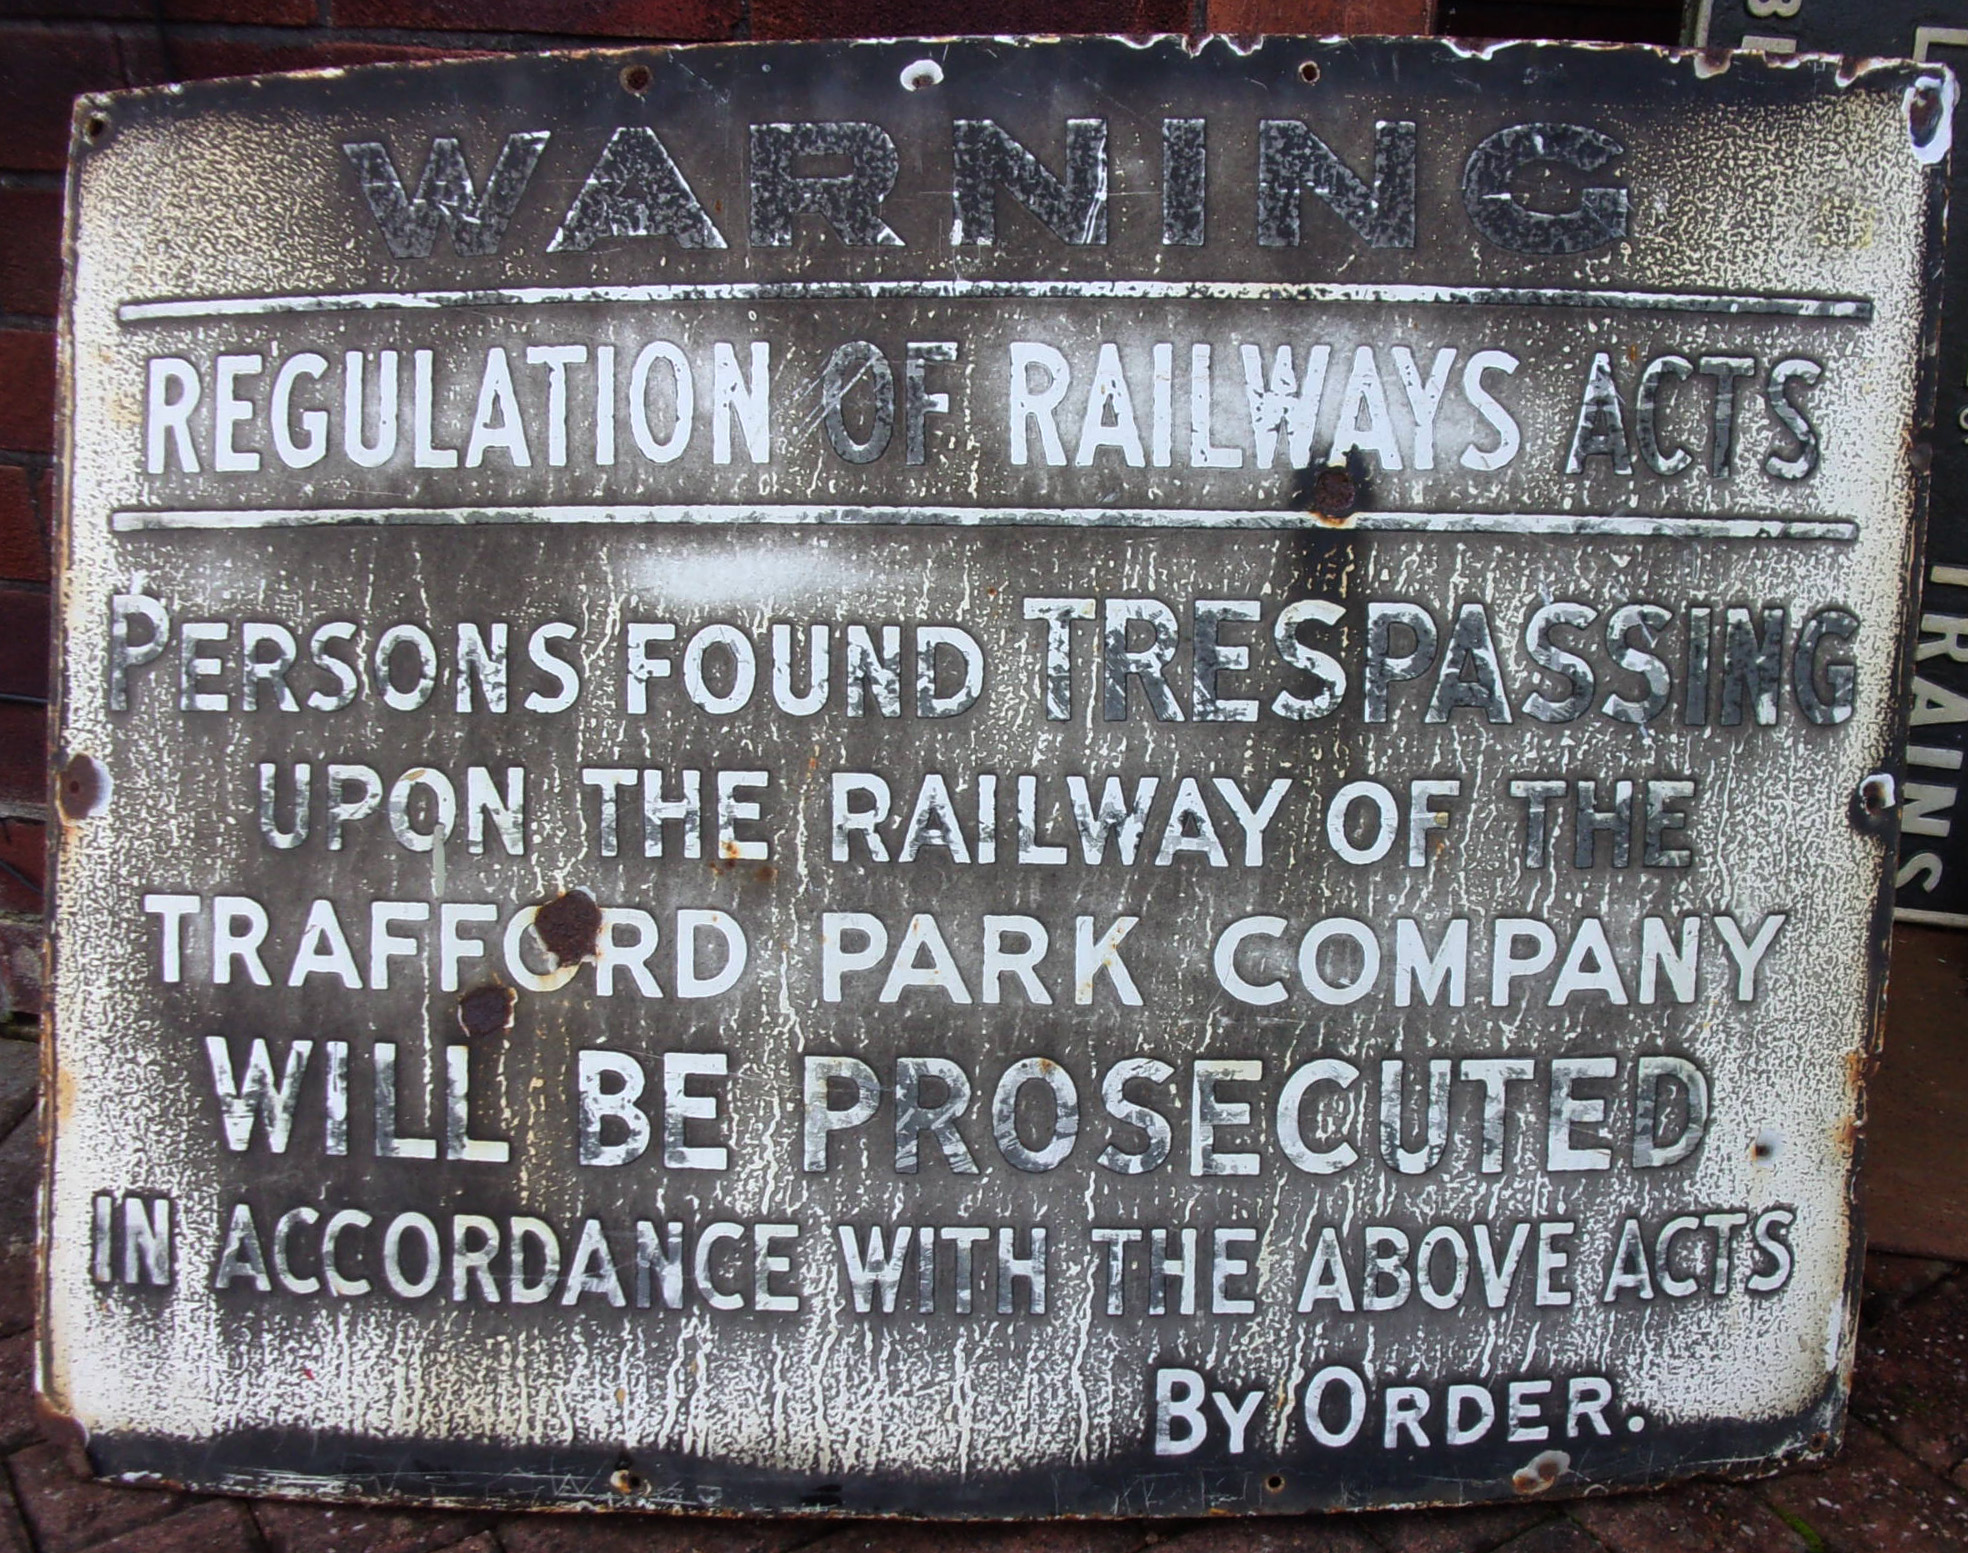 WARNING
REGULATION OF RAILWAYS ACTS
PERSONS FOUND TRESPASSING
UPON THE RAILWAY OF THE
TRAFFORD PARK COMPANY
WILL BE PROSECUTED
IN ACCORDANCE WITH THE ABOVE ACTS
BY ORDER.
TRAINS